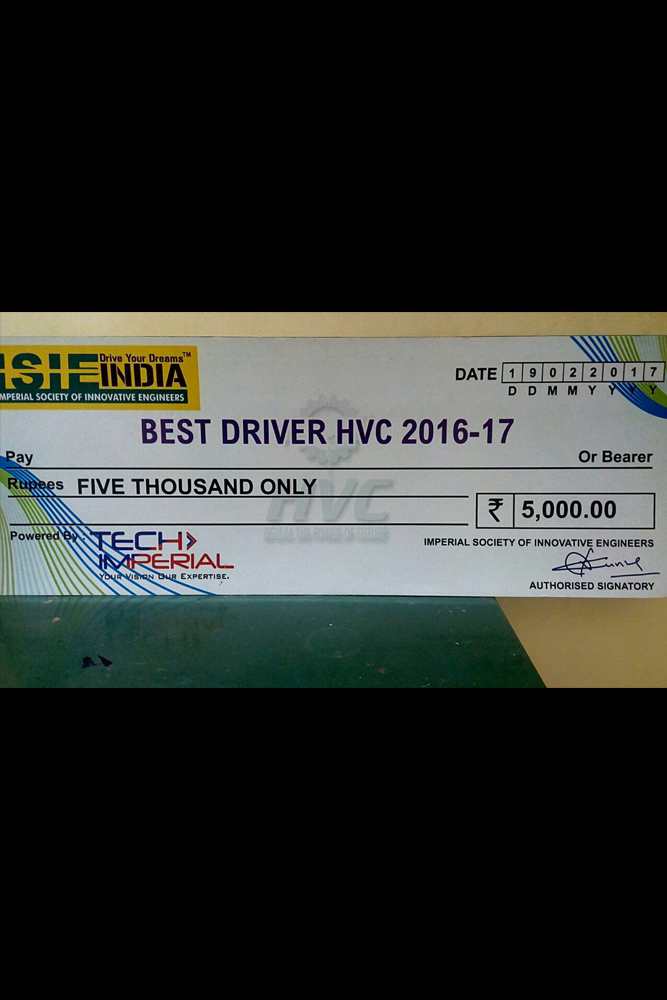 ISIE Drive Your Dreams™
INDIA
IMPERIAL SOCIETY OF INNOVATIVE ENGINEERS
DATE 1 9 0 2 2 0 1 7
D D M M Y Y Y Y
BEST DRIVER HVC 2016-17
Pay Or Bearer
Rupees FIVE THOUSAND ONLY
HVC
₹ 5,000.00
Powered By: TECH
IMPERIAL
YOUR VISION OUR EXPERTISE.
IMPERIAL SOCIETY OF INNOVATIVE ENGINEERS
AUTHORISED SIGNATORY